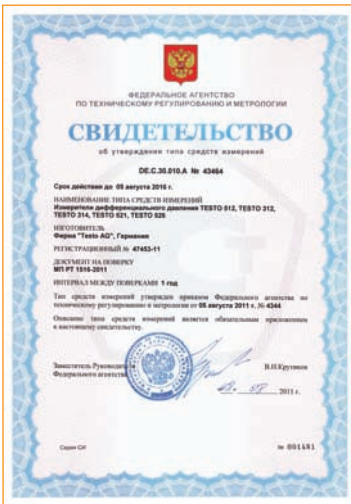 ФЕДЕРАЛЬНОЕ АГЕНТСТВО
ПО ТЕХНИЧЕСКОМУ РЕГУЛИРОВАНИЮ И МЕТРОЛОГИИ
СВИДЕТЕЛЬСТВО
об утверждении типа средств измерений
DE.C.30.010.A № 43464
Срок действия до 05 августа 2016 г.
НАИМЕНОВАНИЕ ТИПА СРЕДСТВ ИЗМЕРЕНИЙ
Измерители дифференциального давления TESTO 512, TESTO 312,
TESTO 314, TESTO 521, TESTO 526
ИЗГОТОВИТЕЛЬ
Фирма "Testo AG", Германия
РЕГИСТРАЦИОННЫЙ № 47453-11
ДОКУМЕНТ НА ПОВЕРКУ
МП РТ 1516-2011
ИНТЕРВАЛ МЕЖДУ ПОВЕРКАМИ 1 год
Тип средств измерений утвержден приказом Федерального агентства по
техническому регулированию и метрологии от 05 августа 2011 г. № 4344
Описание типа средств измерений является обязательным приложением
к настоящему свидетельству.
Заместитель Руководителя
Федерального агентства
В.Н.Крутиков
2011 г.
Серия СИ
№ 001481